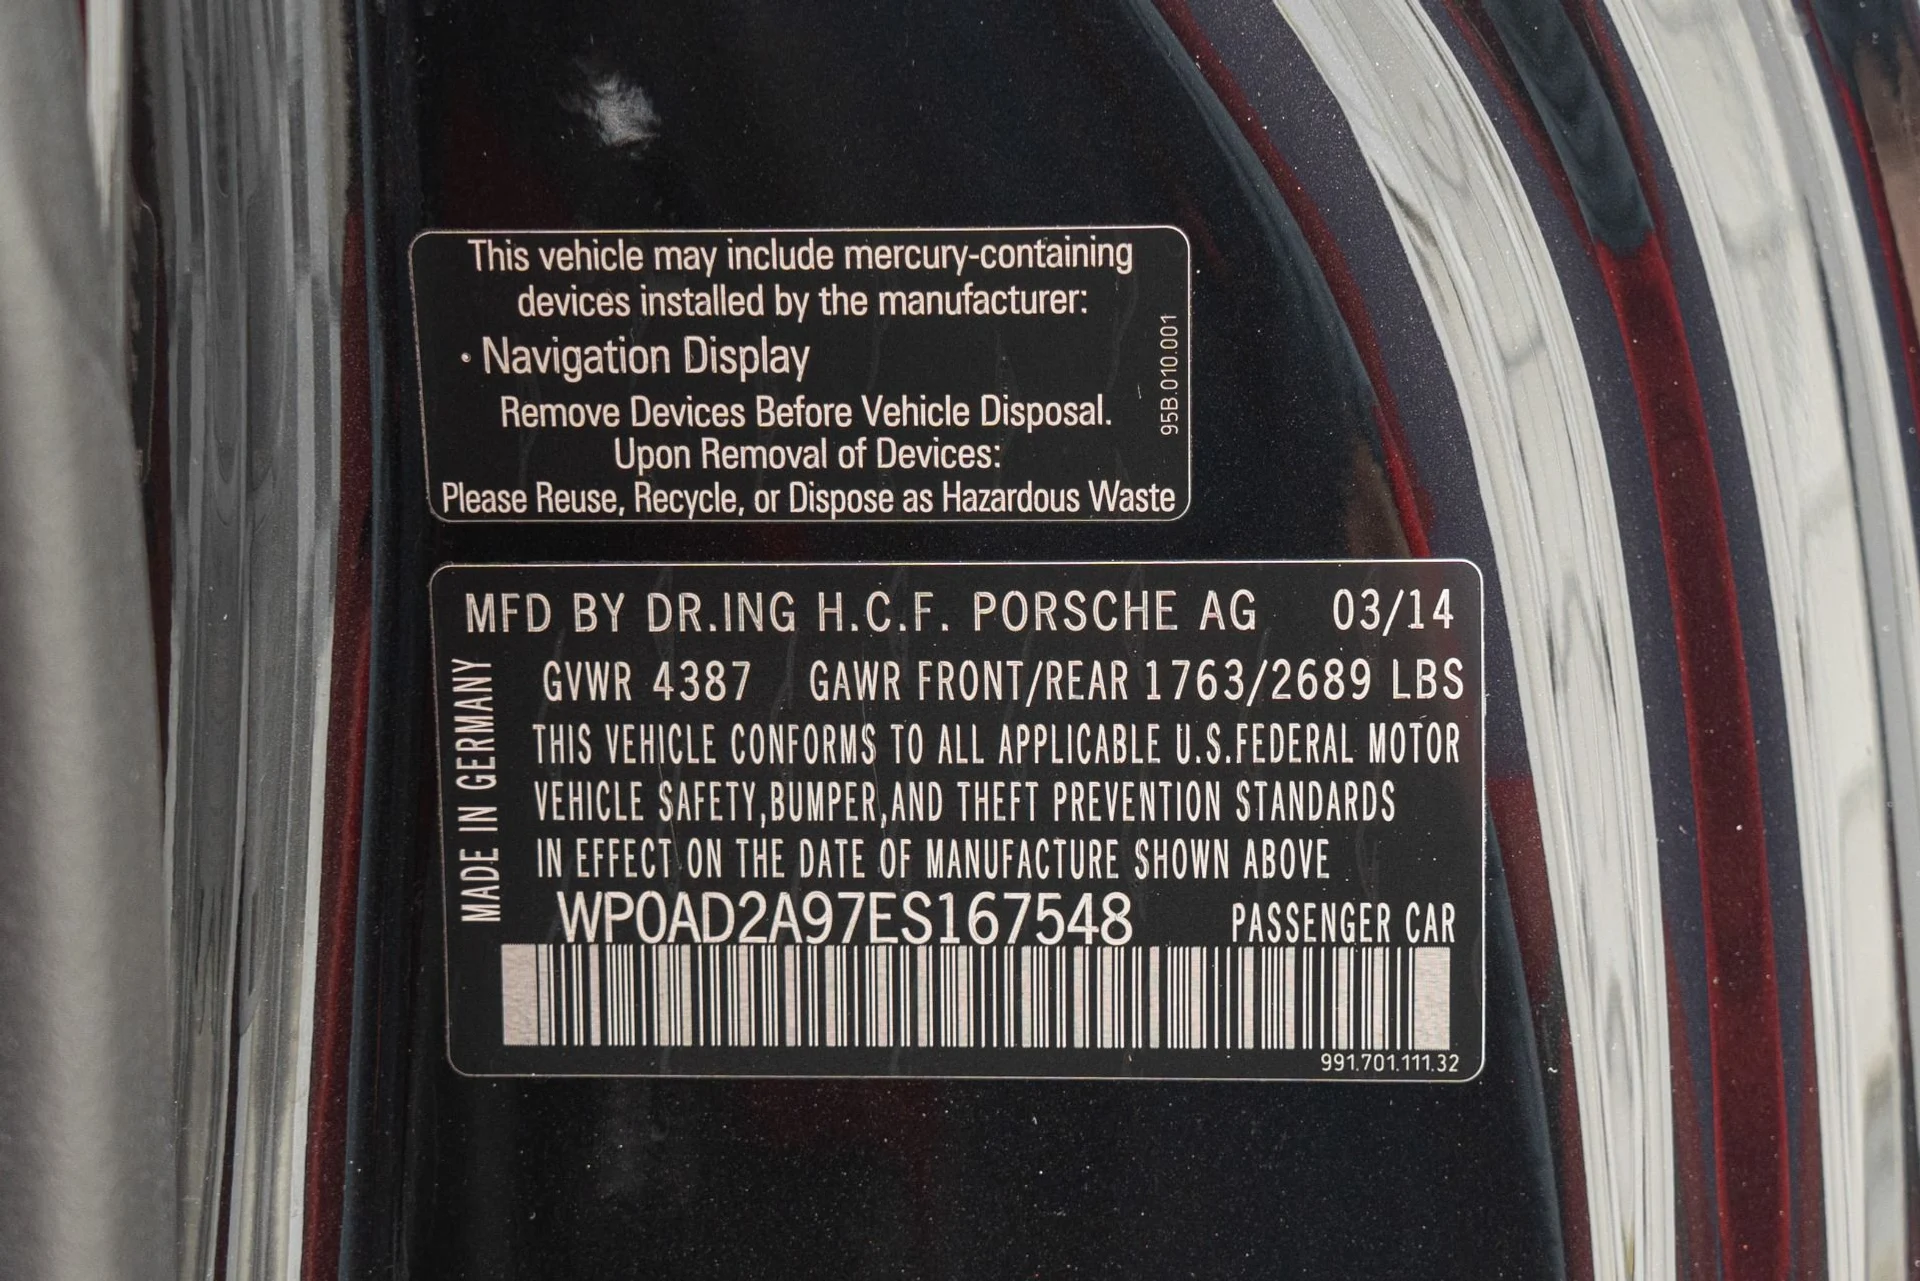 This vehicle may include mercury-containing
devices installed by the manufacturer:
• Navigation Display
Remove Devices Before Vehicle Disposal.
Upon Removal of Devices:
Please Reuse, Recycle, or Dispose as Hazardous Waste
95B.010.001
MFD BY DR.ING H.C.F. PORSCHE AG 03/14
GVWR 4387 GAWR FRONT/REAR 1763/2689 LBS
THIS VEHICLE CONFORMS TO ALL APPLICABLE U.S.FEDERAL MOTOR
VEHICLE SAFETY,BUMPER,AND THEFT PREVENTION STANDARDS
IN EFFECT ON THE DATE OF MANUFACTURE SHOWN ABOVE
MADE IN GERMANY
WP0AD2A97ES167548 PASSENGER CAR
991.701.111.32